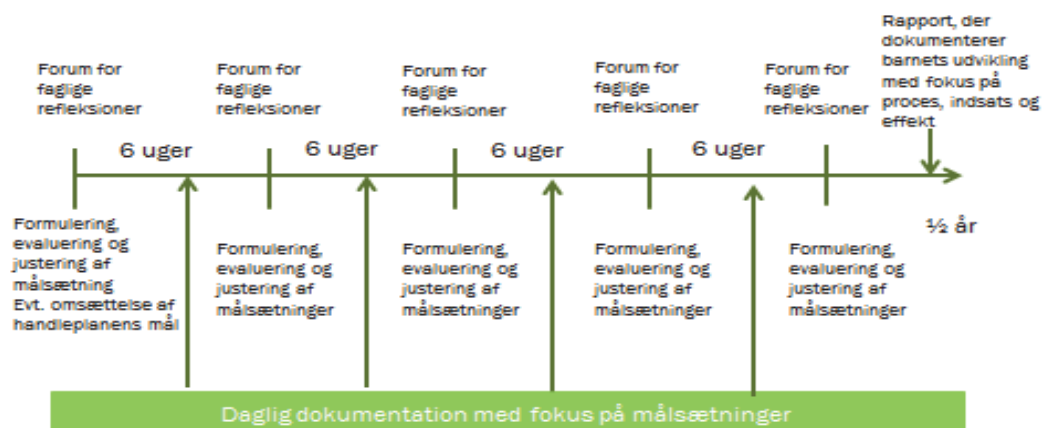 Forum for
faglige
refleksioner
Forum for
faglige
refleksioner
Forum for
faglige
refleksioner
Forum for
faglige
refleksioner
Forum for
faglige
refleksioner
Rapport, der
dokumenterer
barnets udvikling
med fokus på
proces, indsats og
effekt
6 uger
6 uger
6 uger
6 uger
½ år
Formulering,
evaluering og
justering af
målsætning
Evt. omsættelse af
handleplanens mål
Formulering,
evaluering og
justering af
målsætninger
Formulering,
evaluering og
justering af
målsætninger
Formulering,
evaluering og
justering af
målsætninger
Formulering,
evaluering og
justering af
målsætninger
Daglig dokumentation med fokus på målsætninger